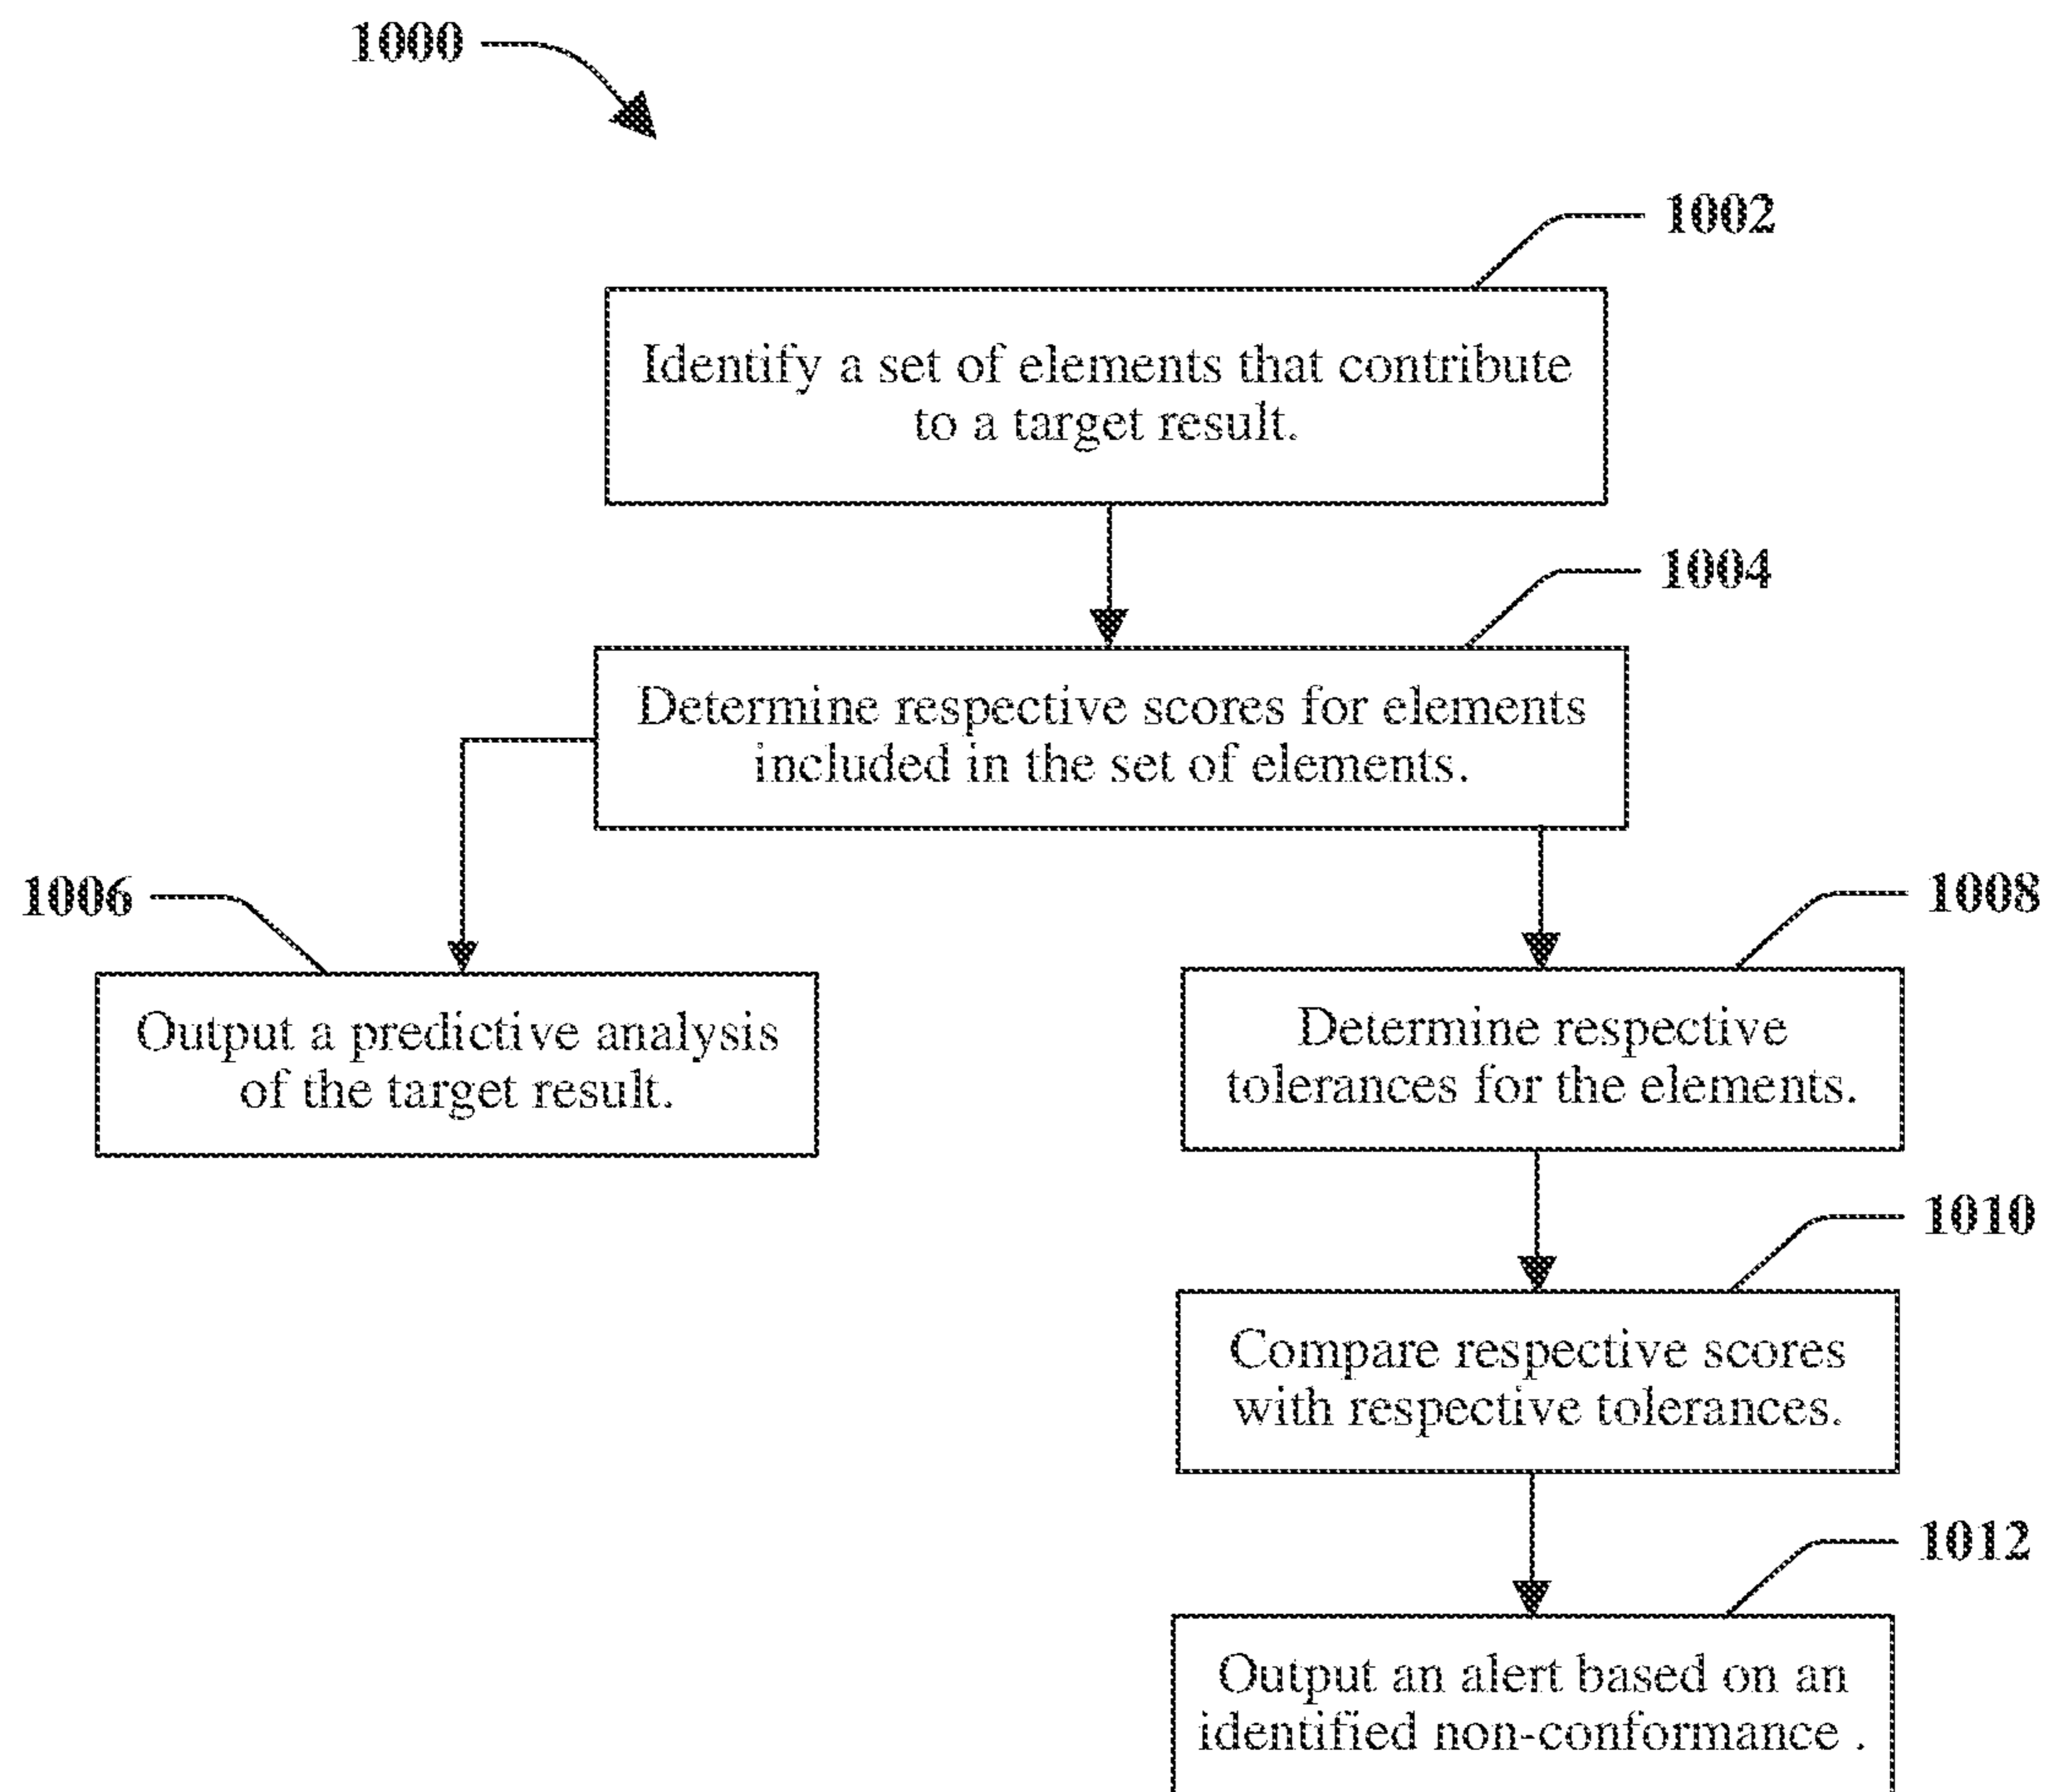 1000
1002
Identify a set of elements that contribute
to a target result.
1004
Determine respective scores for elements
included in the set of elements.
1006
Output a predictive analysis
of the target result.
1008
Determine respective
tolerances for the elements.
1010
Compare respective scores
with respective tolerances.
1012
Output an alert based on an
identified non-conformance .